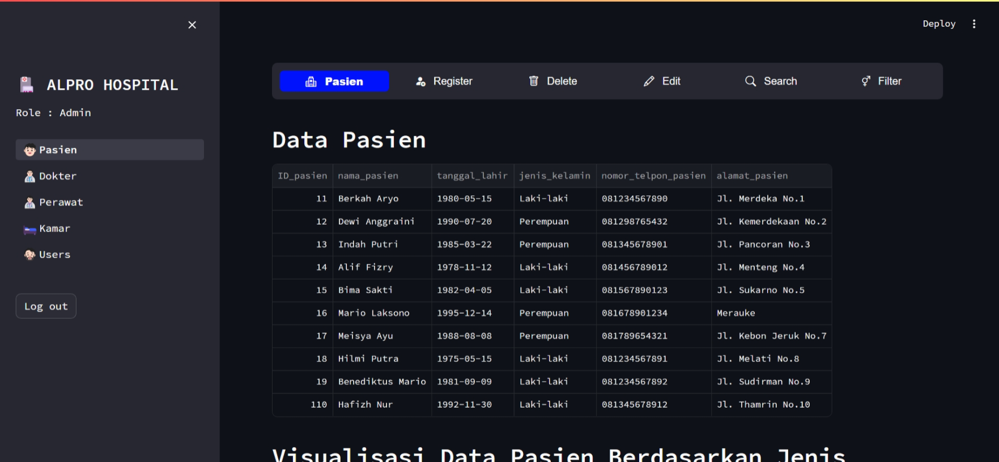 Deploy
ALPRO HOSPITAL
Role : Admin
Pasien
Dokter
Perawat
Kamar
Users
Log out
Pasien Register Delete Edit Search Filter
Data Pasien
ID_pasien nama_pasien tanggal_lahir jenis_kelamin nomor_telpon_pasien alamat_pasien
11 Berkah Aryo 1980-05-15 Laki-laki 081234567890 Jl. Merdeka No.1
12 Dewi Anggraini 1990-07-20 Perempuan 081298765432 Jl. Kemerdekaan No.2
13 Indah Putri 1985-03-22 Perempuan 081345678901 Jl. Pancoran No.3
14 Alif Fizry 1978-11-12 Laki-laki 081456789012 Jl. Menteng No.4
15 Bima Sakti 1982-04-05 Laki-laki 081567890123 Jl. Sukarno No.5
16 Mario Laksono 1995-12-14 Perempuan 081678901234 Merauke
17 Meisya Ayu 1988-08-08 Perempuan 081789654321 Jl. Kebon Jeruk No.7
18 Hilmi Putra 1975-05-15 Laki-laki 081234567891 Jl. Melati No.8
19 Benediktus Mario 1981-09-09 Laki-laki 081234567892 Jl. Sudirman No.9
110 Hafizh Nur 1992-11-30 Laki-laki 081345678912 Jl. Thamrin No.10
Visualisasi Data Pasien Berdasarkan Jenis